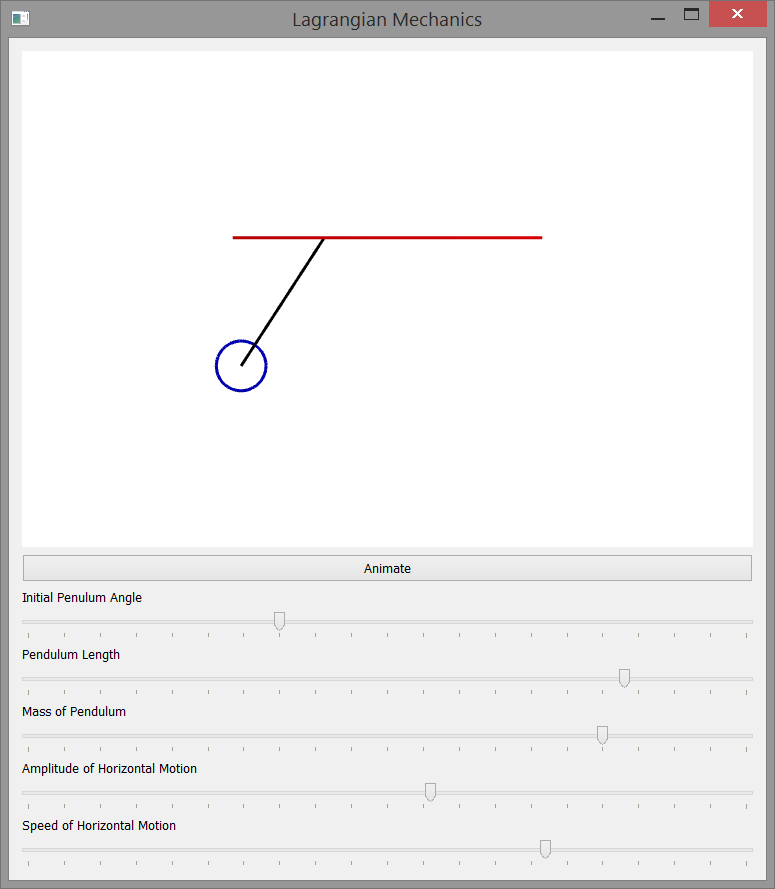 Lagrangian Mechanics
Animate
Initial Penulum Angle
Pendulum Length
Mass of Pendulum
Amplitude of Horizontal Motion
Speed of Horizontal Motion